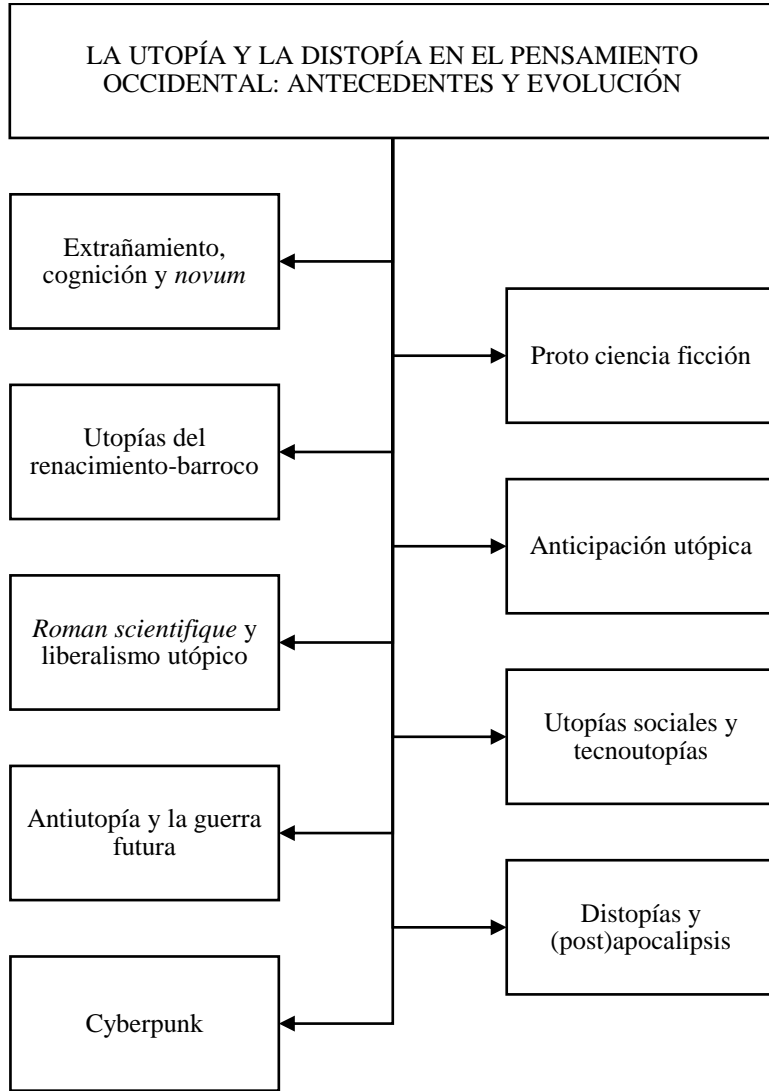 LA UTOPÍA Y LA DISTOPÍA EN EL PENSAMIENTO
OCCIDENTAL: ANTECEDENTES Y EVOLUCIÓN
Extrañamiento,
cognición y novum
Proto ciencia ficción
Utopías del
renacimiento-barroco
Anticipación utópica
Roman scientifique y
liberalismo utópico
Utopías sociales y
tecnoutopías
Antiutopía y la guerra
futura
Distopías y
(post)apocalipsis
Cyberpunk